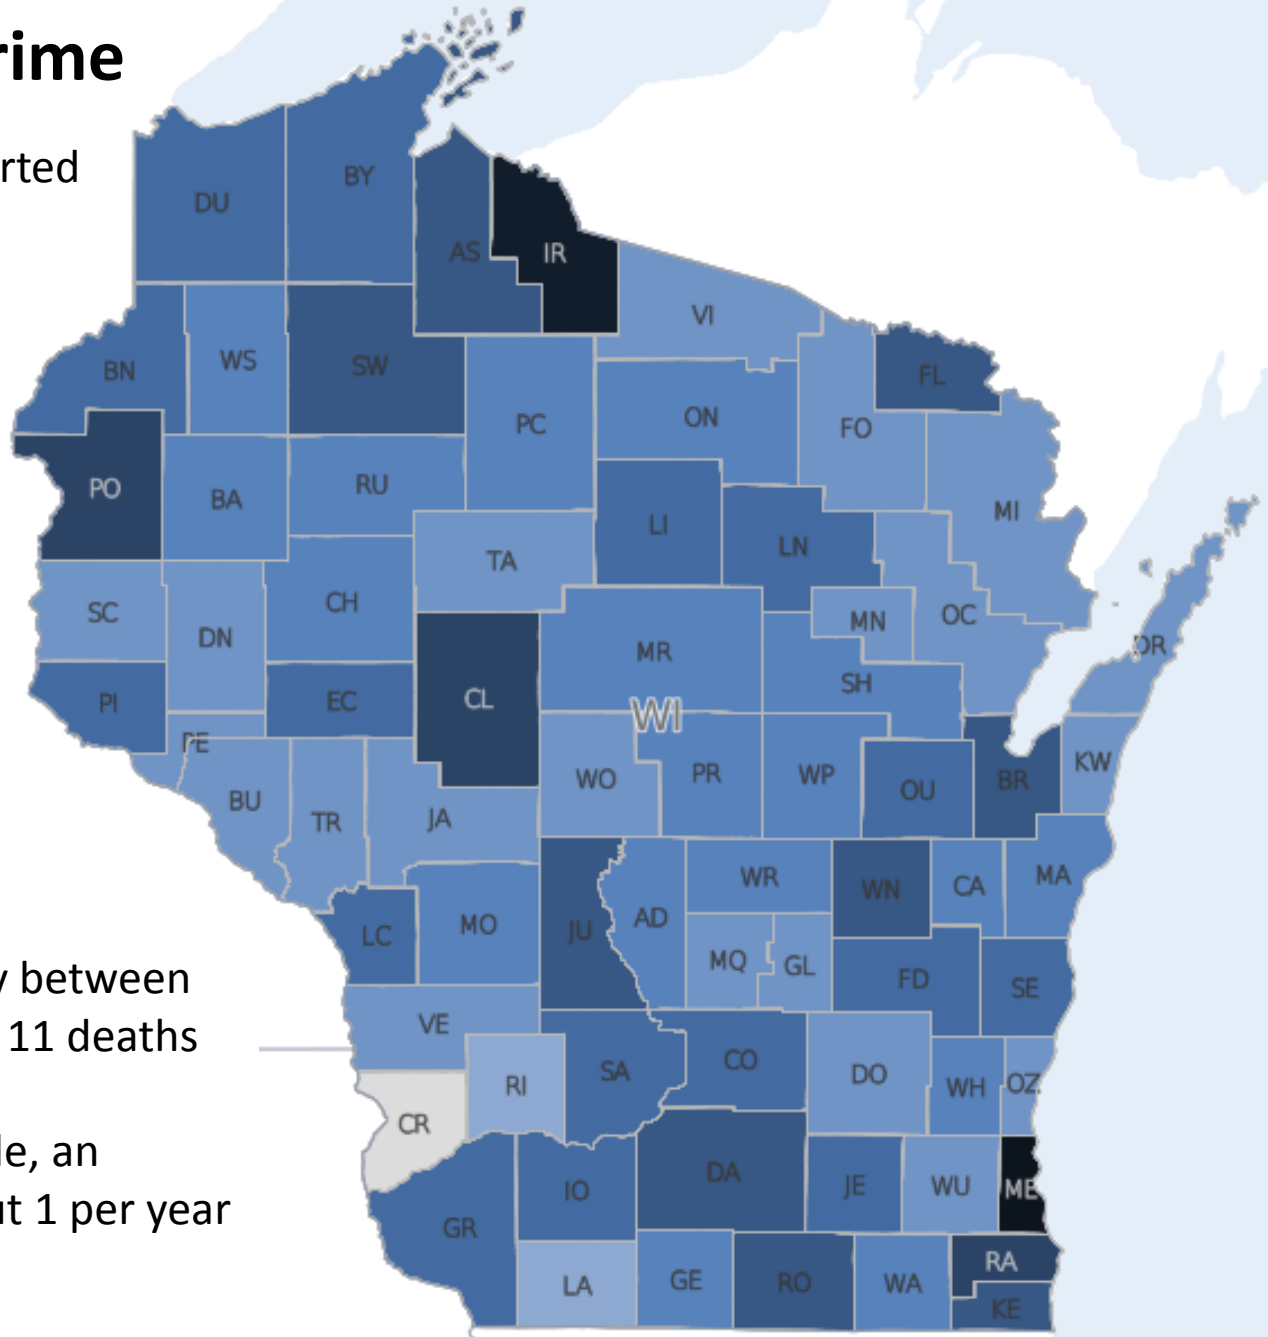 rime
rted
DU
BY
AS
IR
VI
BN
WS
SW
PC
ON
FO
FL
PO
BA
RU
LI
LN
MI
TA
SC
DN
CH
MN
OC
DR
PI
EC
CL
MR
SH
WI
PE
BU
TR
JA
WO
PR
WP
OU
BR
KW
LC
MO
JU
AD
WR
WN
CA
MA
MQ
GL
FD
SE
y between
11 deaths
VE
RI
SA
CO
DO
WH
OZ
CR
le, an
ut 1 per year
GR
IO
DA
JE
WU
ME
LA
GE
RO
WA
RA
KE